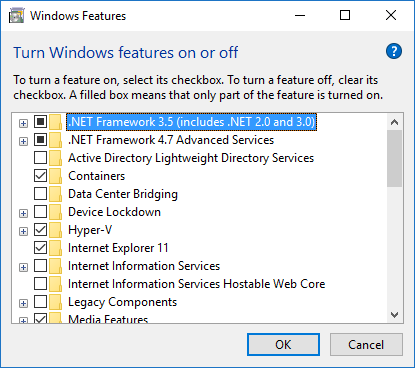 Windows Features
Turn Windows features on or off
To turn a feature on, select its checkbox. To turn a feature off, clear its
checkbox. A filled box means that only part of the feature is turned on.
.NET Framework 3.5 (includes .NET 2.0 and 3.0)
.NET Framework 4.7 Advanced Services
Active Directory Lightweight Directory Services
Containers
Data Center Bridging
Device Lockdown
Hyper-V
Internet Explorer 11
Internet Information Services
Internet Information Services Hostable Web Core
Legacy Components
Media Features
OK
Cancel